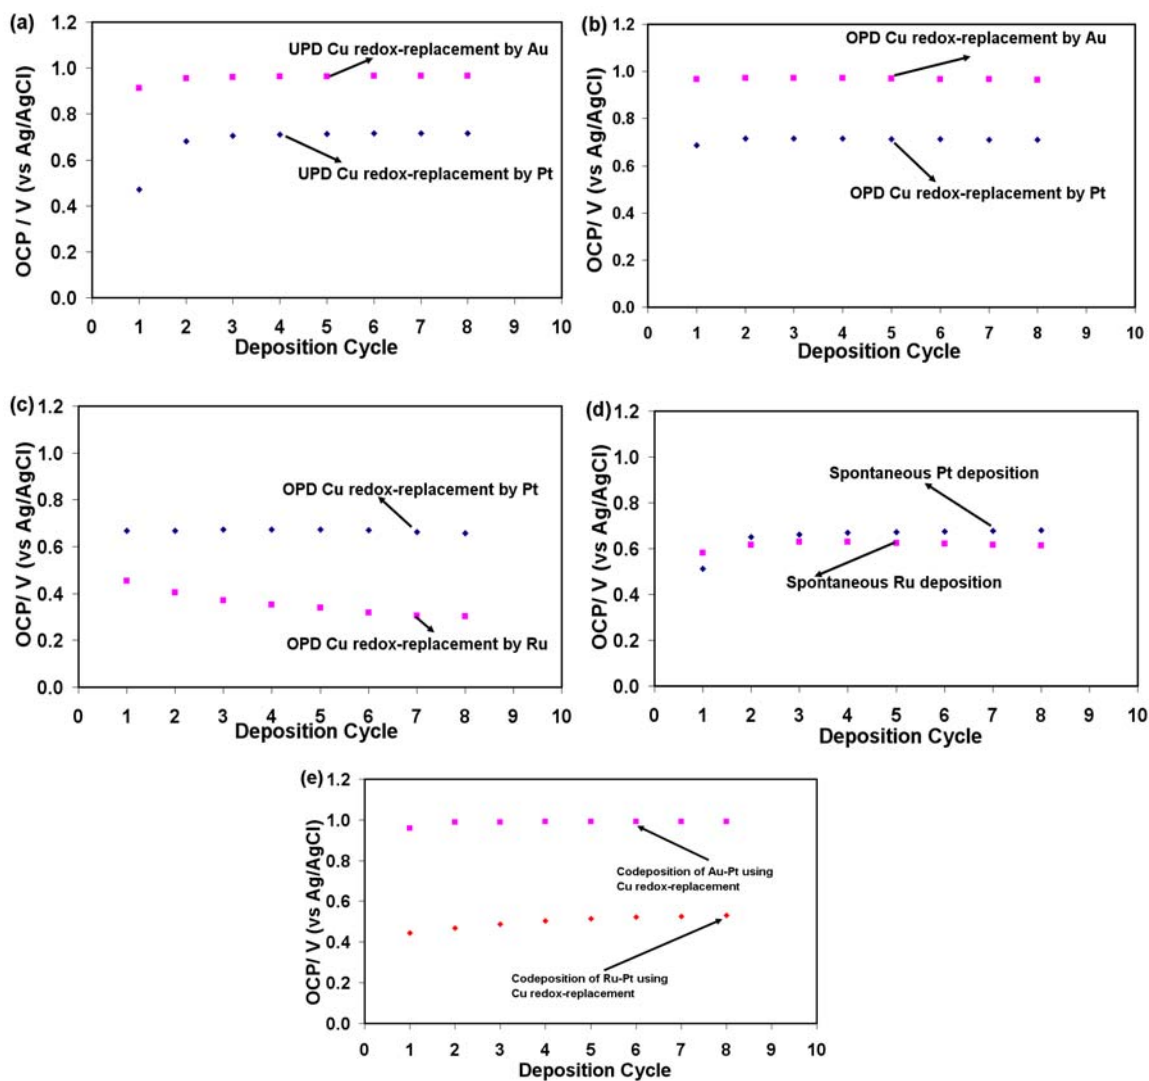 (a)
1.2
1.0
0.8
0.6
0.4
0.2
0.0
OCP/ V (vs Ag/AgCl)
UPD Cu redox-replacement by Au
UPD Cu redox-replacement by Pt
0 1 2 3 4 5 6 7 8 9 10
Deposition Cycle
(b)
1.2
1.0
0.8
0.6
0.4
0.2
0.0
OCP/ V (vs Ag/AgCl)
OPD Cu redox-replacement by Au
OPD Cu redox-replacement by Pt
0 1 2 3 4 5 6 7 8 9 10
Deposition Cycle
(c)
1.2
1.0
0.8
0.6
0.4
0.2
0.0
OCP/ V (vs Ag/AgCl)
OPD Cu redox-replacement by Pt
OPD Cu redox-replacement by Ru
0 1 2 3 4 5 6 7 8 9 10
Deposition Cycle
(d)
1.2
1.0
0.8
0.6
0.4
0.2
0.0
OCP/ V (vs Ag/AgCl)
Spontaneous Pt deposition
Spontaneous Ru deposition
0 1 2 3 4 5 6 7 8 9 10
Deposition Cycle
(e)
1.2
1.0
0.8
0.6
0.4
0.2
0.0
OCP/ V (vs Ag/AgCl)
Codeposition of Au-Pt using
Cu redox-replacement
Codeposition of Ru-Pt using
Cu redox-replacement
0 1 2 3 4 5 6 7 8 9 10
Deposition Cycle